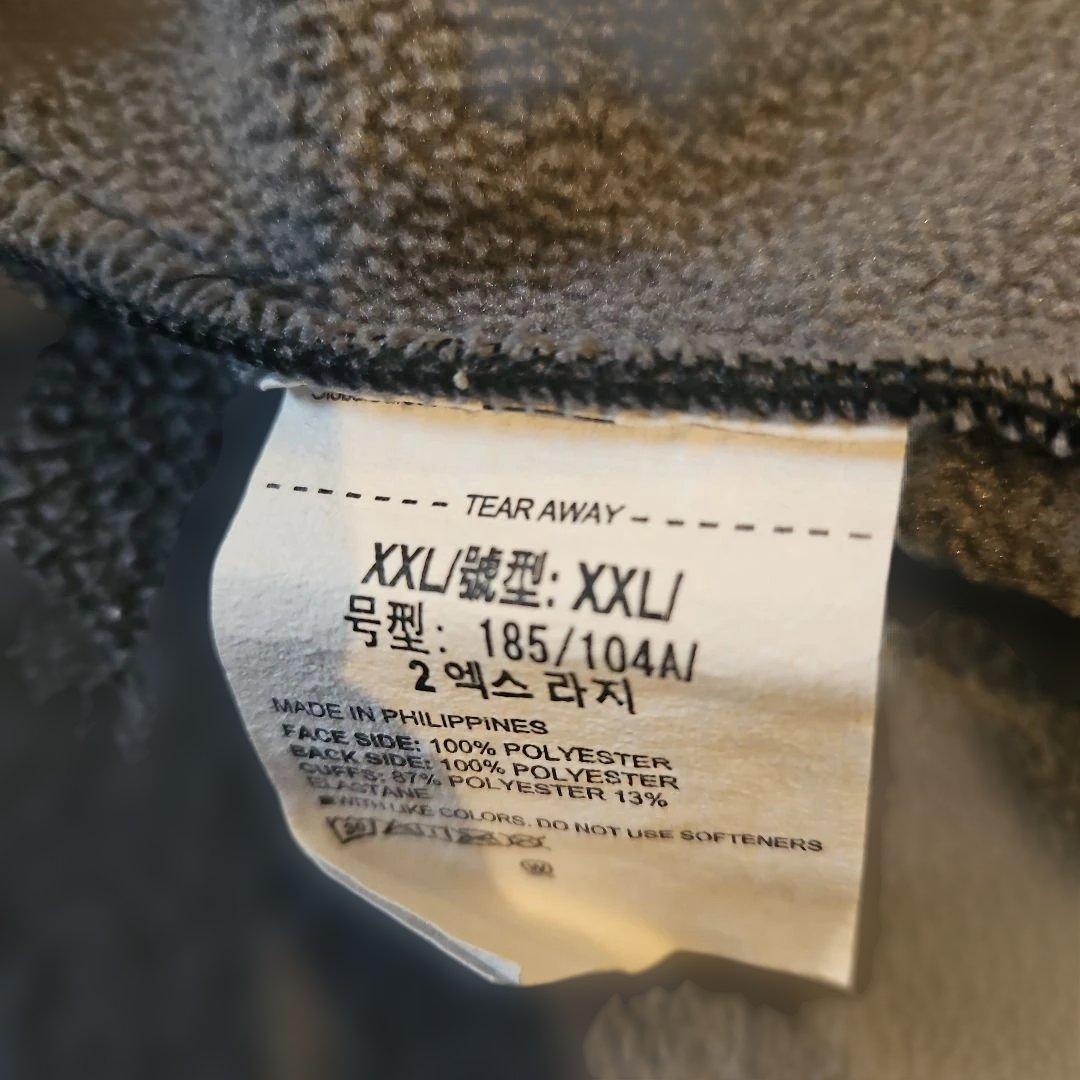 TEAR AWAY
XXL/號型: XXL/
号型: 185/104A/
2 엑스 라지
MADE IN PHILIPPINES
FACE SIDE: 100% POLYESTER
BACK SIDE: 100% POLYESTER
CUFFS: 87% POLYESTER 13%
ELASTANE
WITH LIKE COLORS. DO NOT USE SOFTENERS